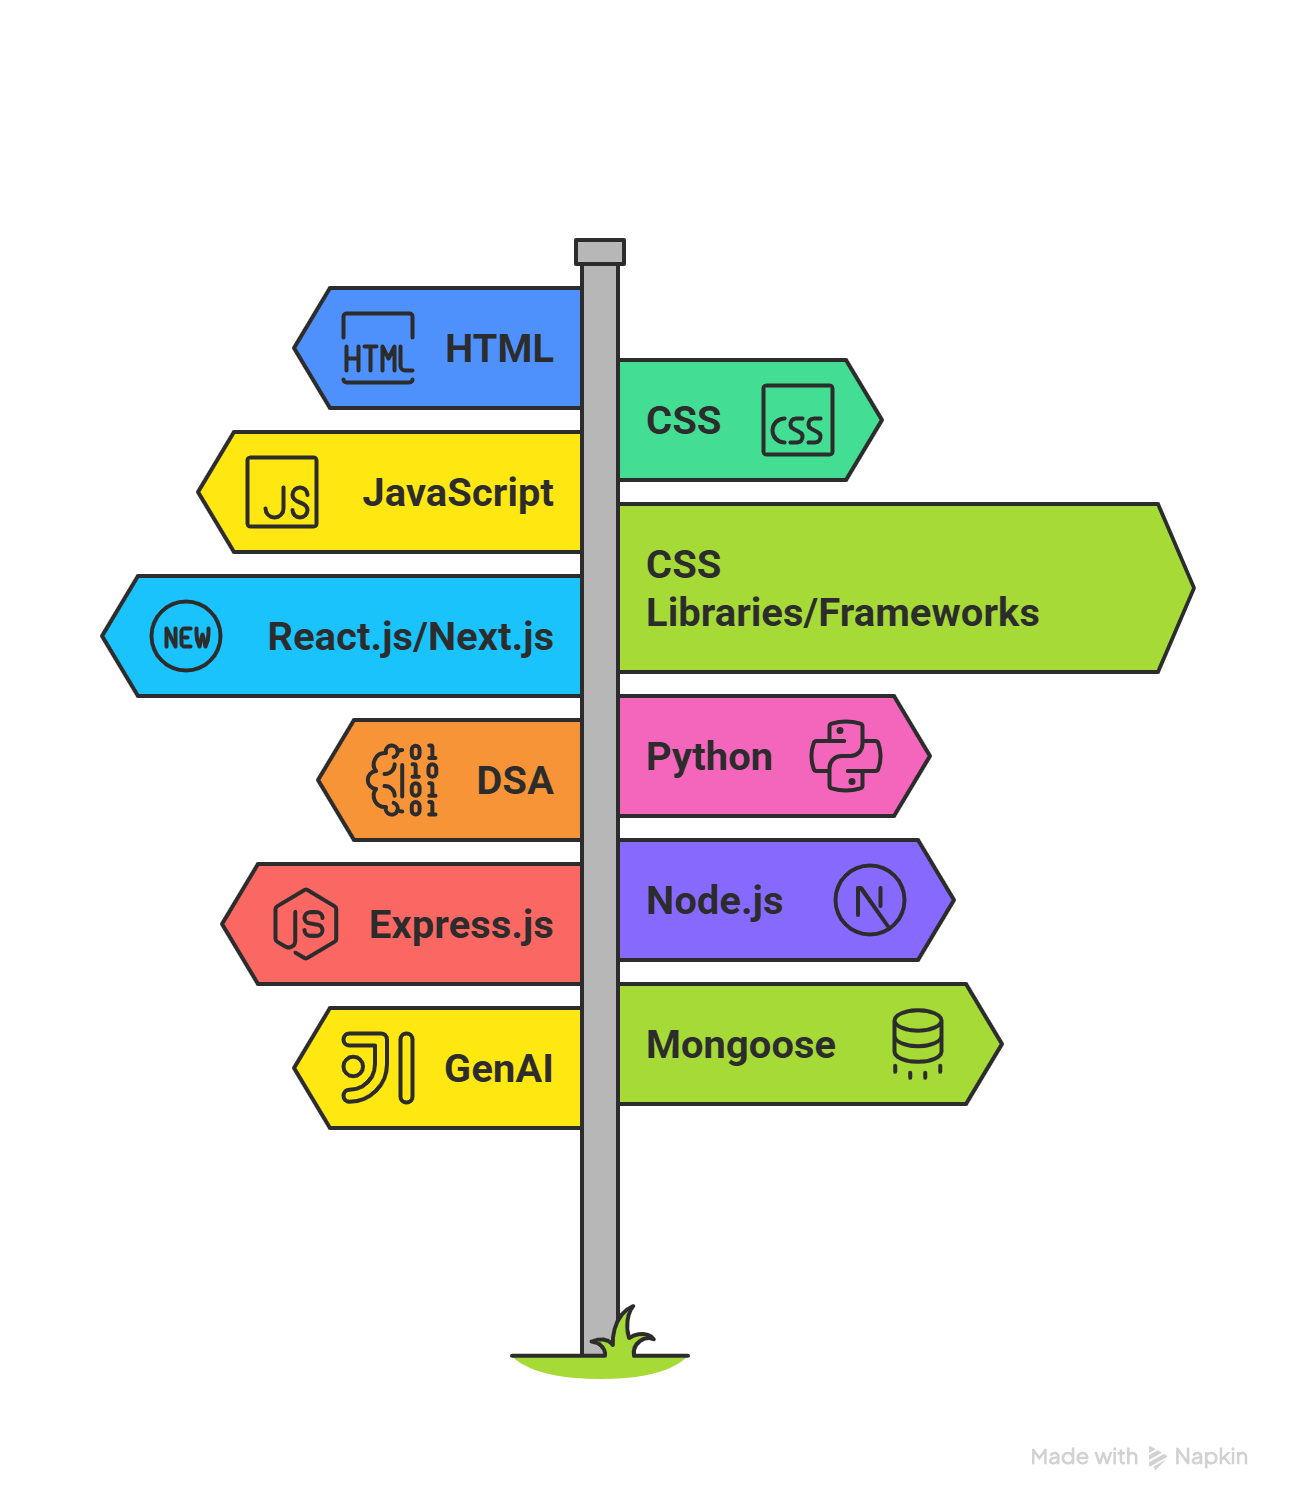 HTML HTML
CSS CSS
JS JavaScript
CSS
Libraries/Frameworks
NEW React.js/Next.js
Python
01 DSA
10
01
01
Node.js N
JS Express.js
Mongoose
GenAI
Made with Napkin